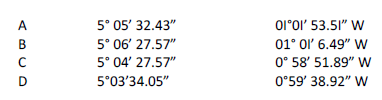 A 5° 05′ 32.43” 0I°0I′ 53.5I” W
B 5° 06′ 27.57” 01° 0I′ 6.49” W
C 5° 04′ 27.57” 0° 58′ 51.89” W
D 5°03’34.05” 0°59′ 38.92” W